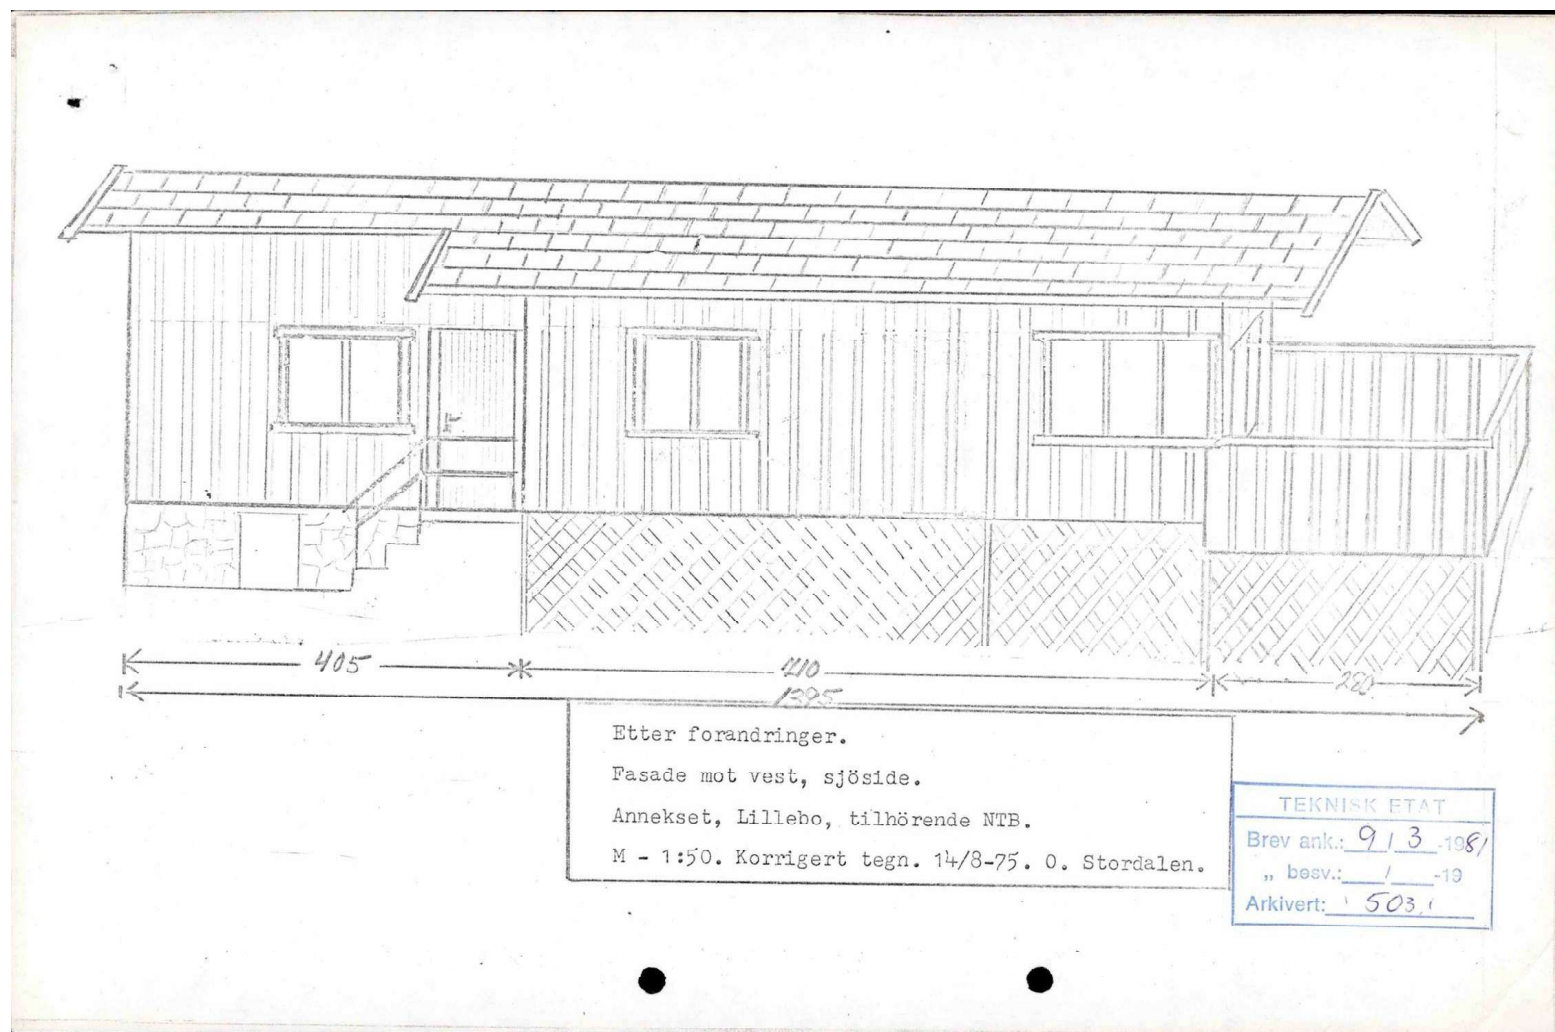 405
710
280
1395
Etter forandringer.
Fasade mot vest, sjöside.
Annekset, Lillebo, tilhörende NTB.
M - 1:50. Korrigert tegn. 14/8-75. O. Stordalen.
TEKNISK ETAT
Brev ank.: 9 / 3 -1981
„ besv.: / -19
Arkivert: 503.1